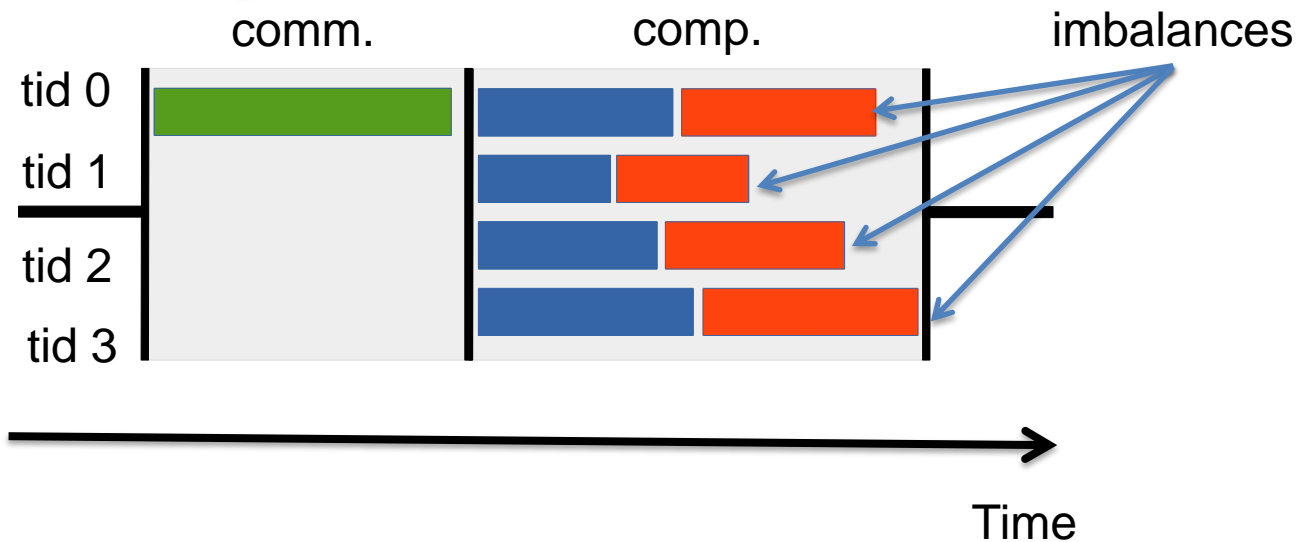 comm. comp. imbalances
tid 0
tid 1
tid 2
tid 3
Time